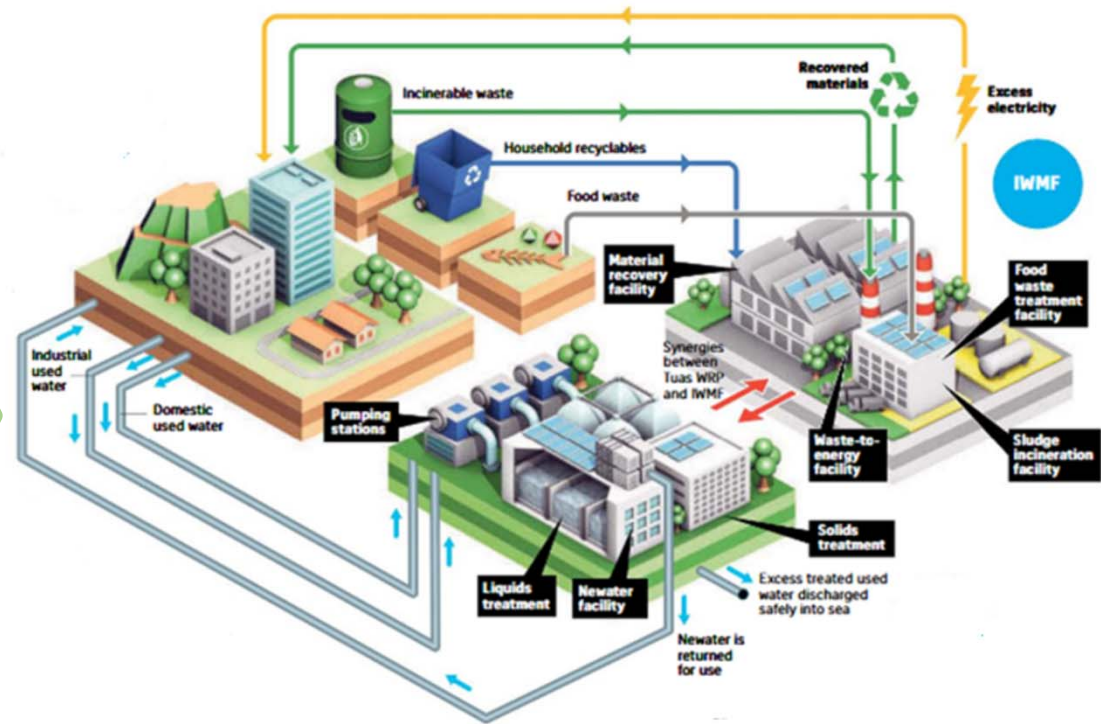 Recovered
materials
Excess
electricity
Incinerable waste
IWMF
Household recyclables
Food waste
Material
recovery
facility
Food
waste
treatment
facility
Industrial
used
water
Synergies
between
Tuas WRP
and IWMF
Domestic
used water
Pumping
stations
Waste-to-
energy
facility
Sludge
incineration
facility
Solids
treatment
Liquids
treatment
Newater
facility
Excess treated used
water discharged
safely into sea
Newater is
returned
for use